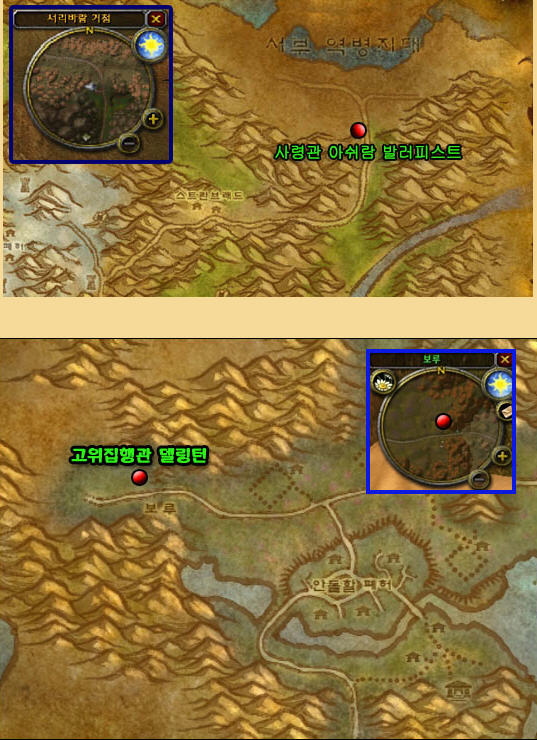 서리바람 거점
N
서부 역병지대
사령관 아쉬람 발러피스트
스트란브래드
폐허
보루
N
고위집행관 델링턴
보루
안돌할 폐허